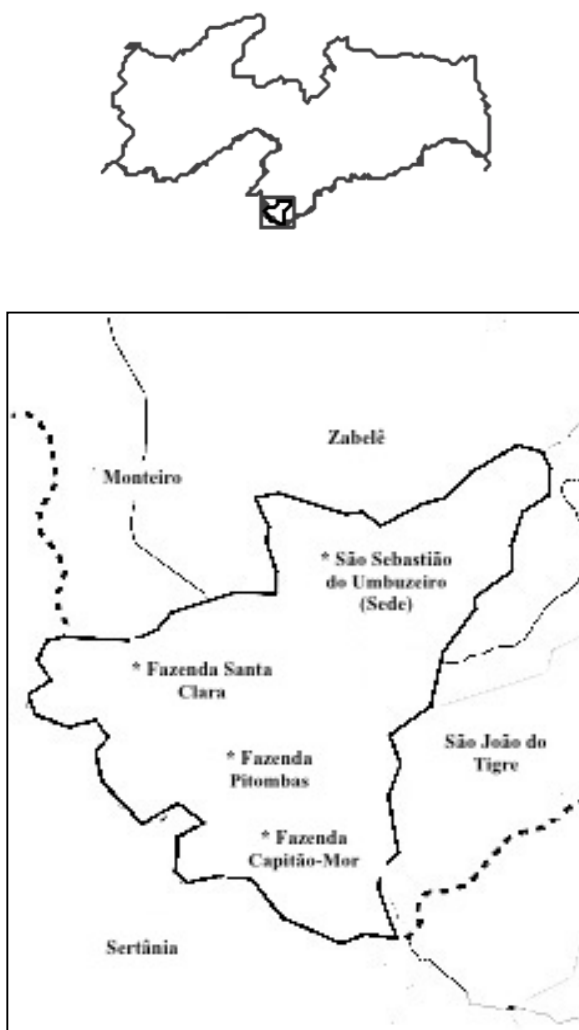 Zabelê
Monteiro
* São Sebastião
do Umbuzeiro
(Sede)
* Fazenda Santa
Clara
São João do
Tigre
* Fazenda
Pitombas
* Fazenda
Capitão-Mor
Sertânia